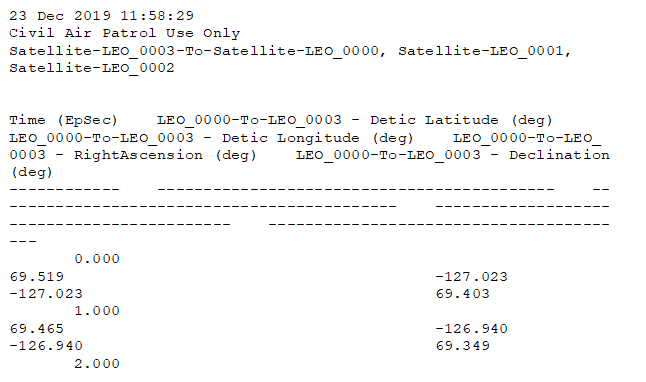 23 Dec 2019 11:58:29
Civil Air Patrol Use Only
Satellite-LEO_0003-To-Satellite-LEO_0000, Satellite-LEO_0001,
Satellite-LEO_0002
Time (EpSec)    LEO_0000-To-LEO_0003 - Detic Latitude (deg)
LEO_0000-To-LEO_0003 - Detic Longitude (deg)    LEO_0000-To-LEO_
0003 - RightAscension (deg)    LEO_0000-To-LEO_0003 - Declination
(deg)
------------    ----------------------------------------------    --
---------------------------------------------    ------------------
--------------------------    ---------------------------------------
---
0.000
69.519    -127.023
-127.023    69.403
1.000
69.465    -126.940
-126.940    69.349
2.000